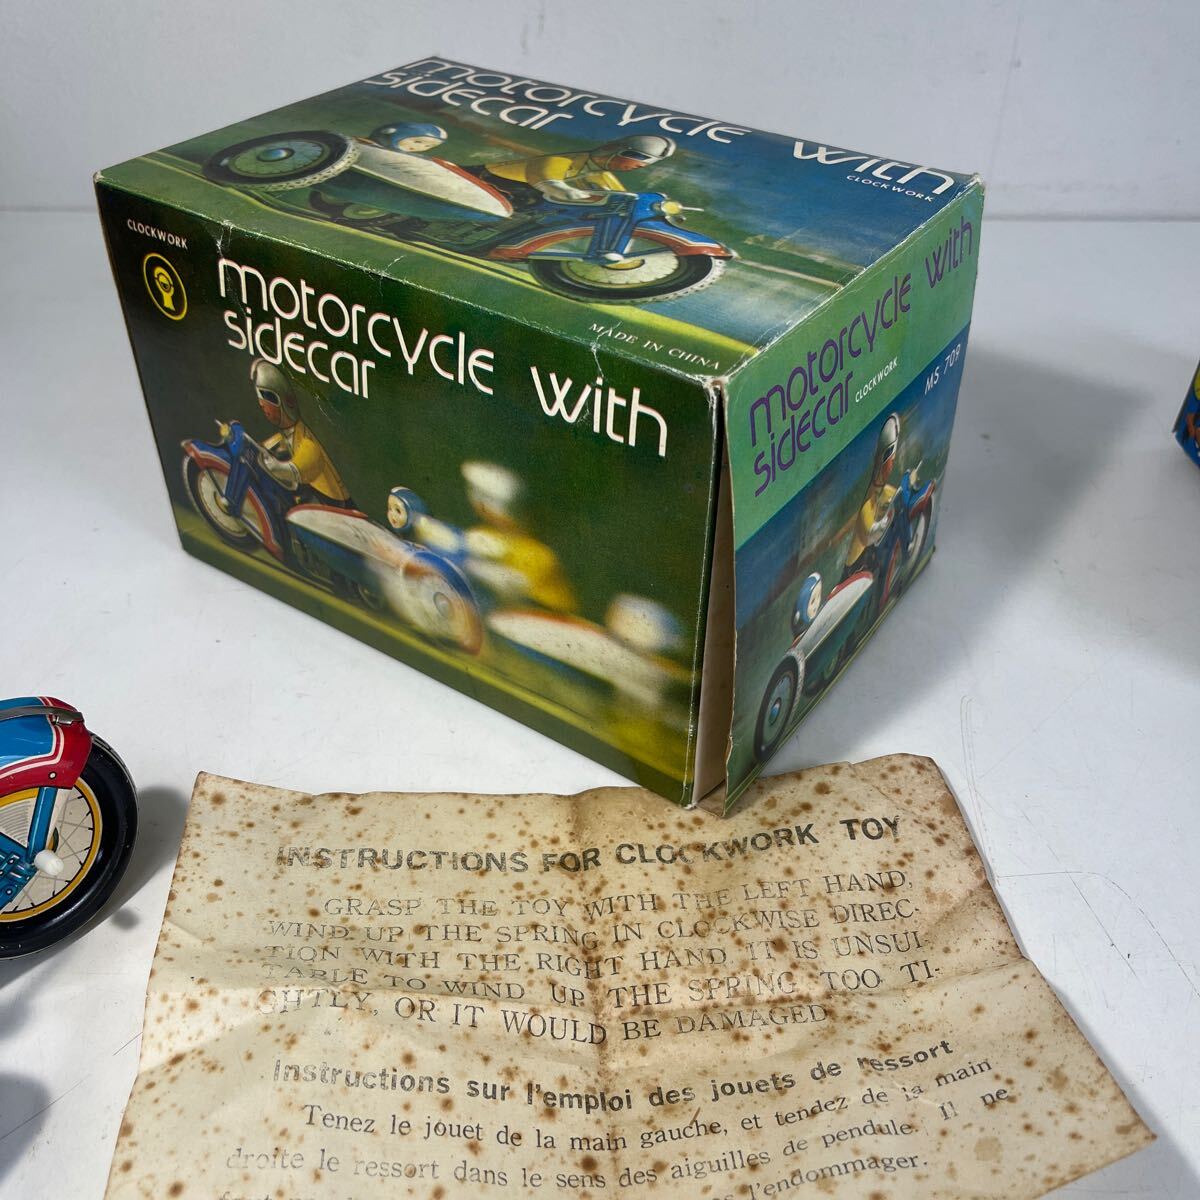 motorcycle with
sidecar
CLOCKWORK
MADE IN CHINA
CLOCKWORK
motorcycle with
sidecar
motorcycle with
sidecar
CLOCKWORK
MS 709
INSTRUCTIONS FOR CLOCKWORK TOY
GRASP THE TOY WITH THE LEFT HAND,
WIND UP THE SPRING IN CLOCKWISE DIREC-
TION WITH THE RIGHT HAND IT IS UNSUI-
TABLE TO WIND UP THE SPRING TOO TI-
GHTLY, OR IT WOULD BE DAMAGED
Instructions sur l'emploi des jouets de ressort
Tenez le jouet de la main gauche, et tendez de la main
droite le ressort dans le sens des aiguilles de pendule. Il ne
l'endommager.